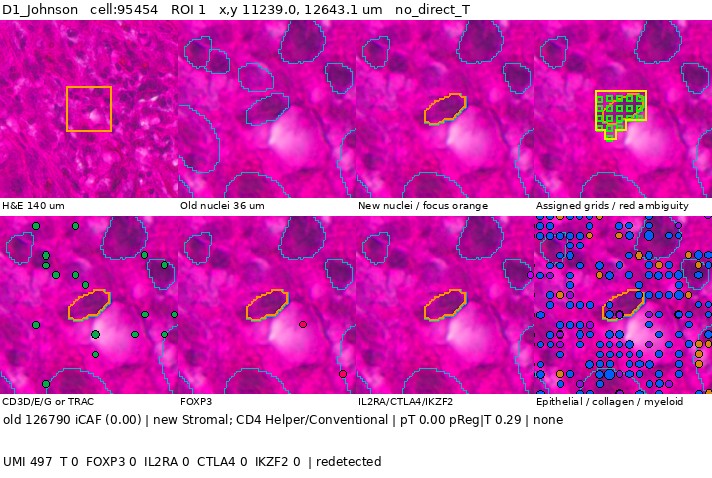 D1_Johnson cell:95454 ROI 1 x,y 11239.0, 12643.1 um no_direct_T
H&E 140 um
Old nuclei 36 um
New nuclei / focus orange
Assigned grids / red ambiguity
CD3D/E/G or TRAC
FOXP3
IL2RA/CTLA4/IKZF2
Epithelial / collagen / myeloid
old 126790 iCAF (0.00) | new Stromal; CD4 Helper/Conventional | pT 0.00 pReg|T 0.29 | none
UMI 497 T 0 FOXP3 0 IL2RA 0 CTLA4 0 IKZF2 0 | redetected